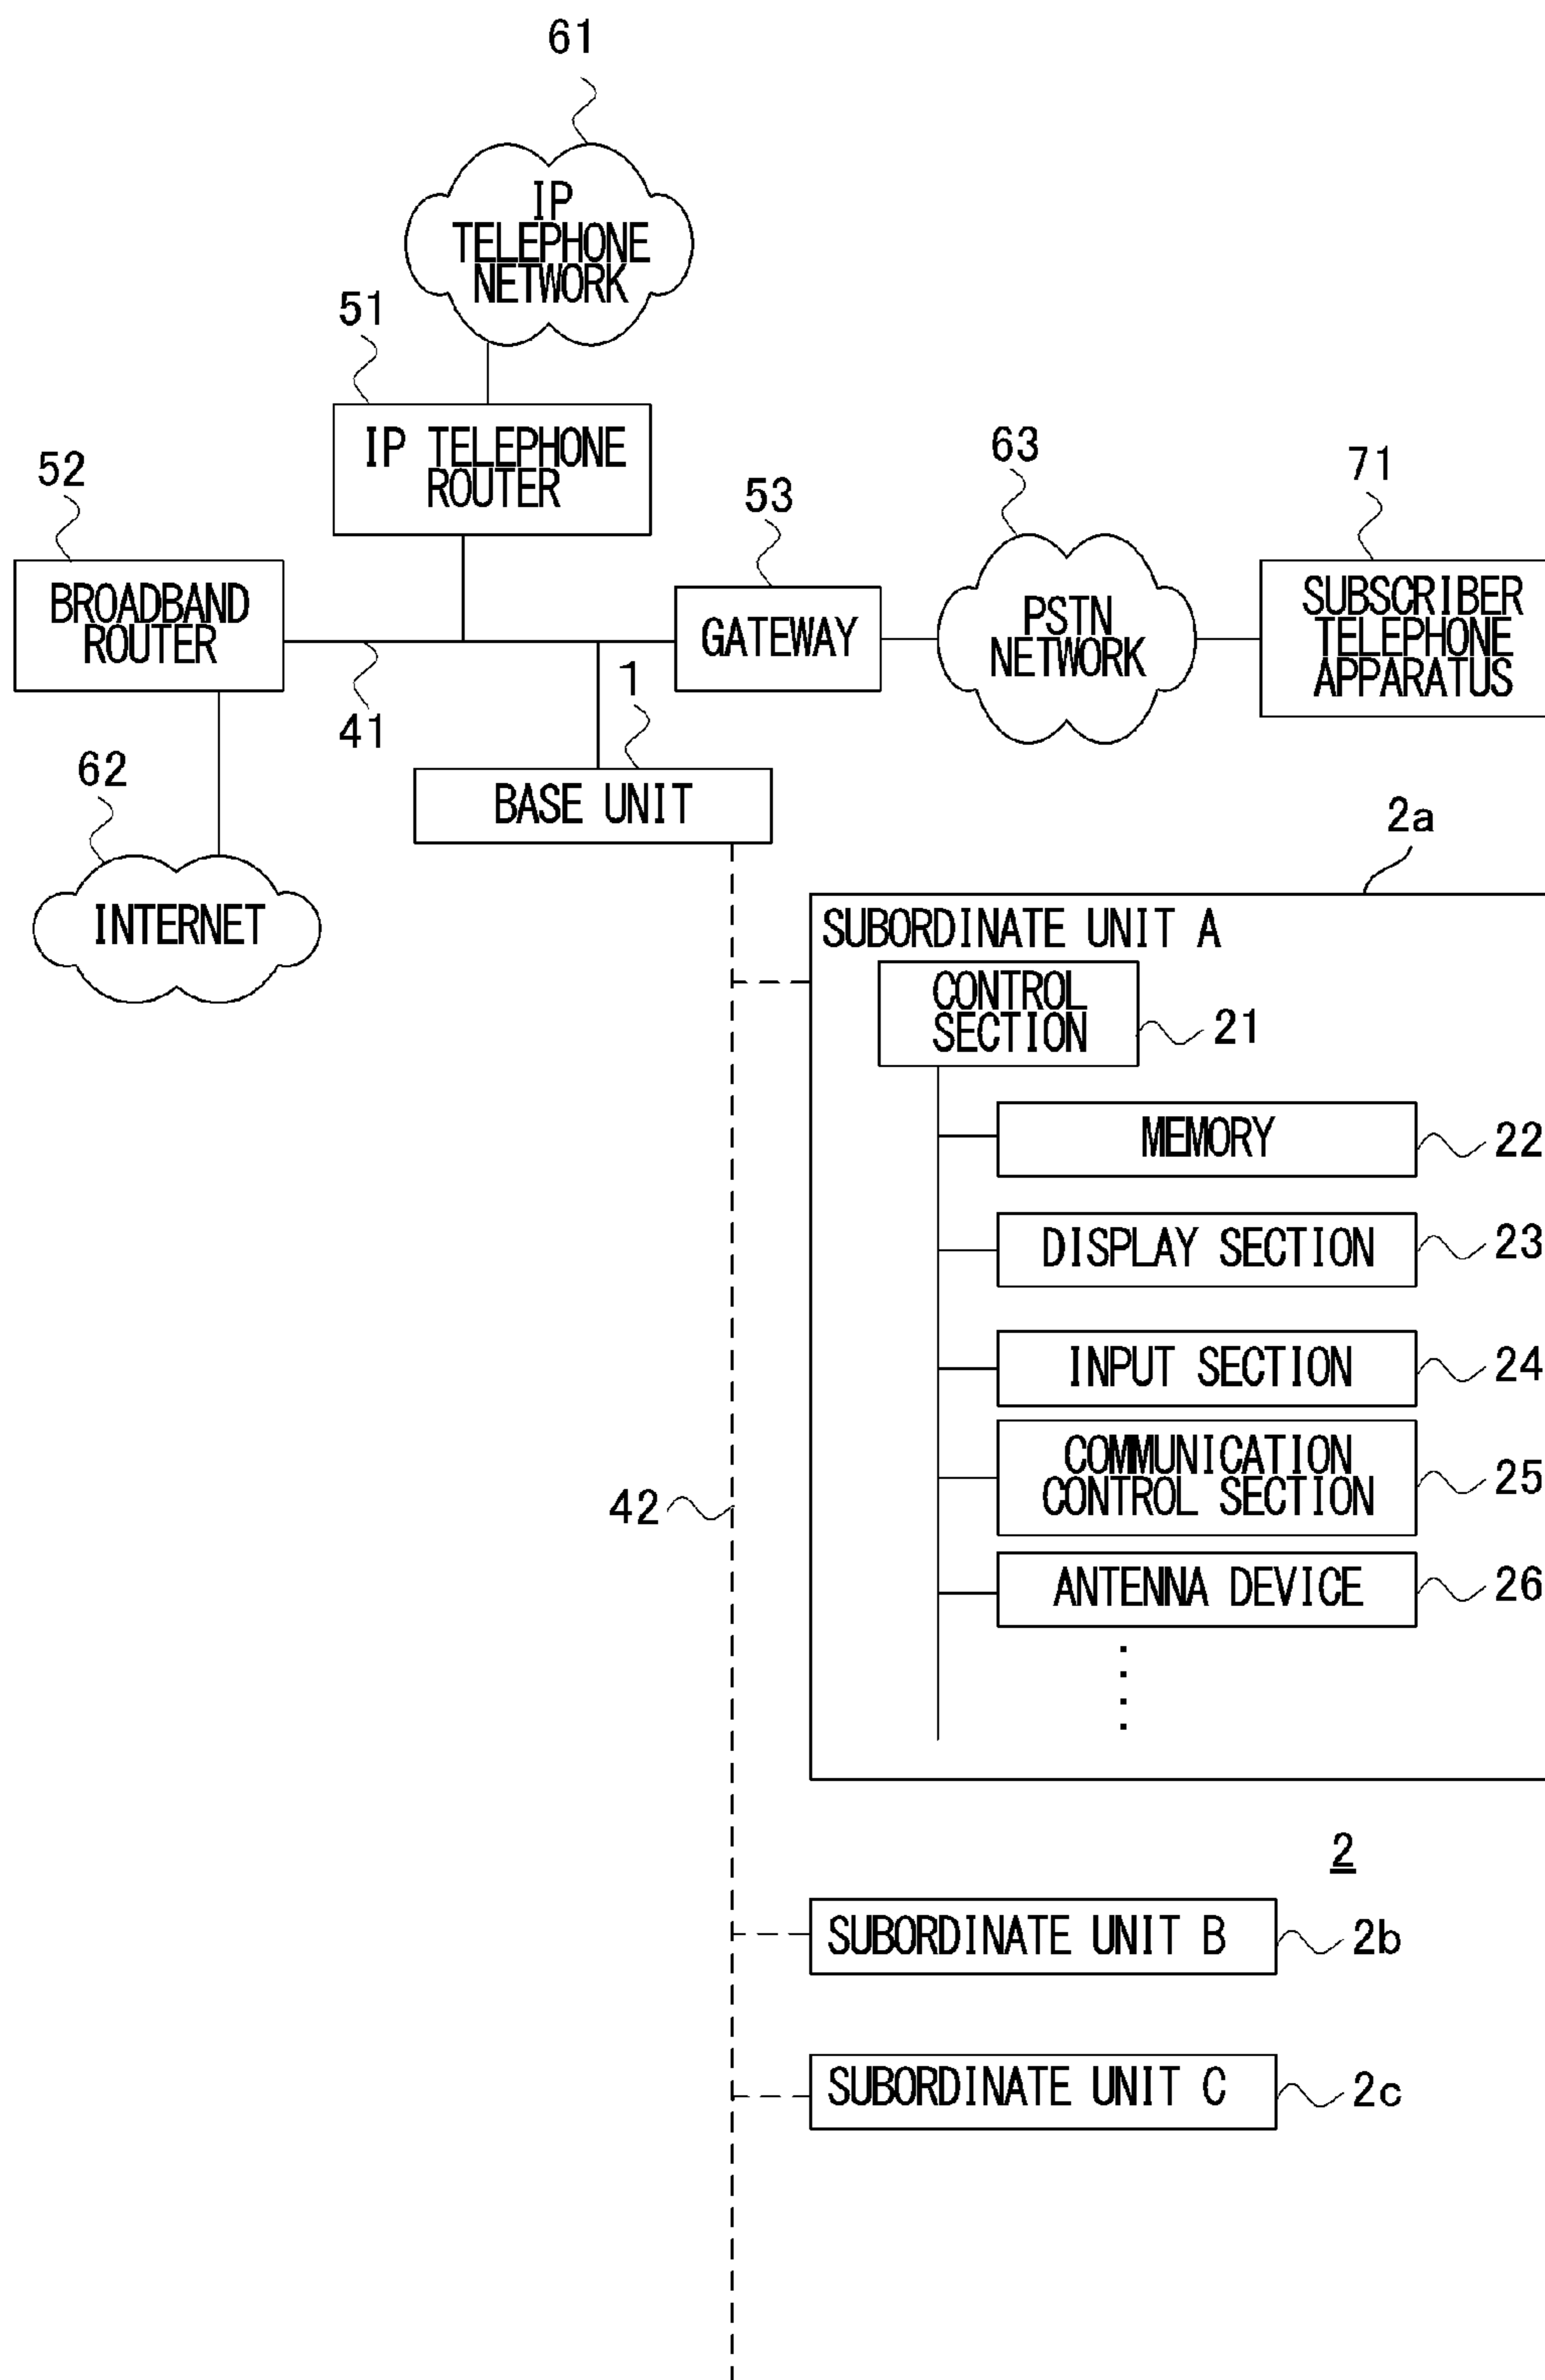 61
IP
TELEPHONE
NETWORK
51
IP TELEPHONE
ROUTER
52
BROADBAND
ROUTER
53
GATEWAY
63
PSTN
NETWORK
71
SUBSCRIBER
TELEPHONE
APPARATUS
41
1
BASE UNIT
62
INTERNET
2a
SUBORDINATE UNIT A
CONTROL
SECTION
21
MEMORY
22
DISPLAY SECTION
23
INPUT SECTION
24
COMMUNICATION
CONTROL SECTION
25
42
ANTENNA DEVICE
26
2
SUBORDINATE UNIT B
2b
SUBORDINATE UNIT C
2c